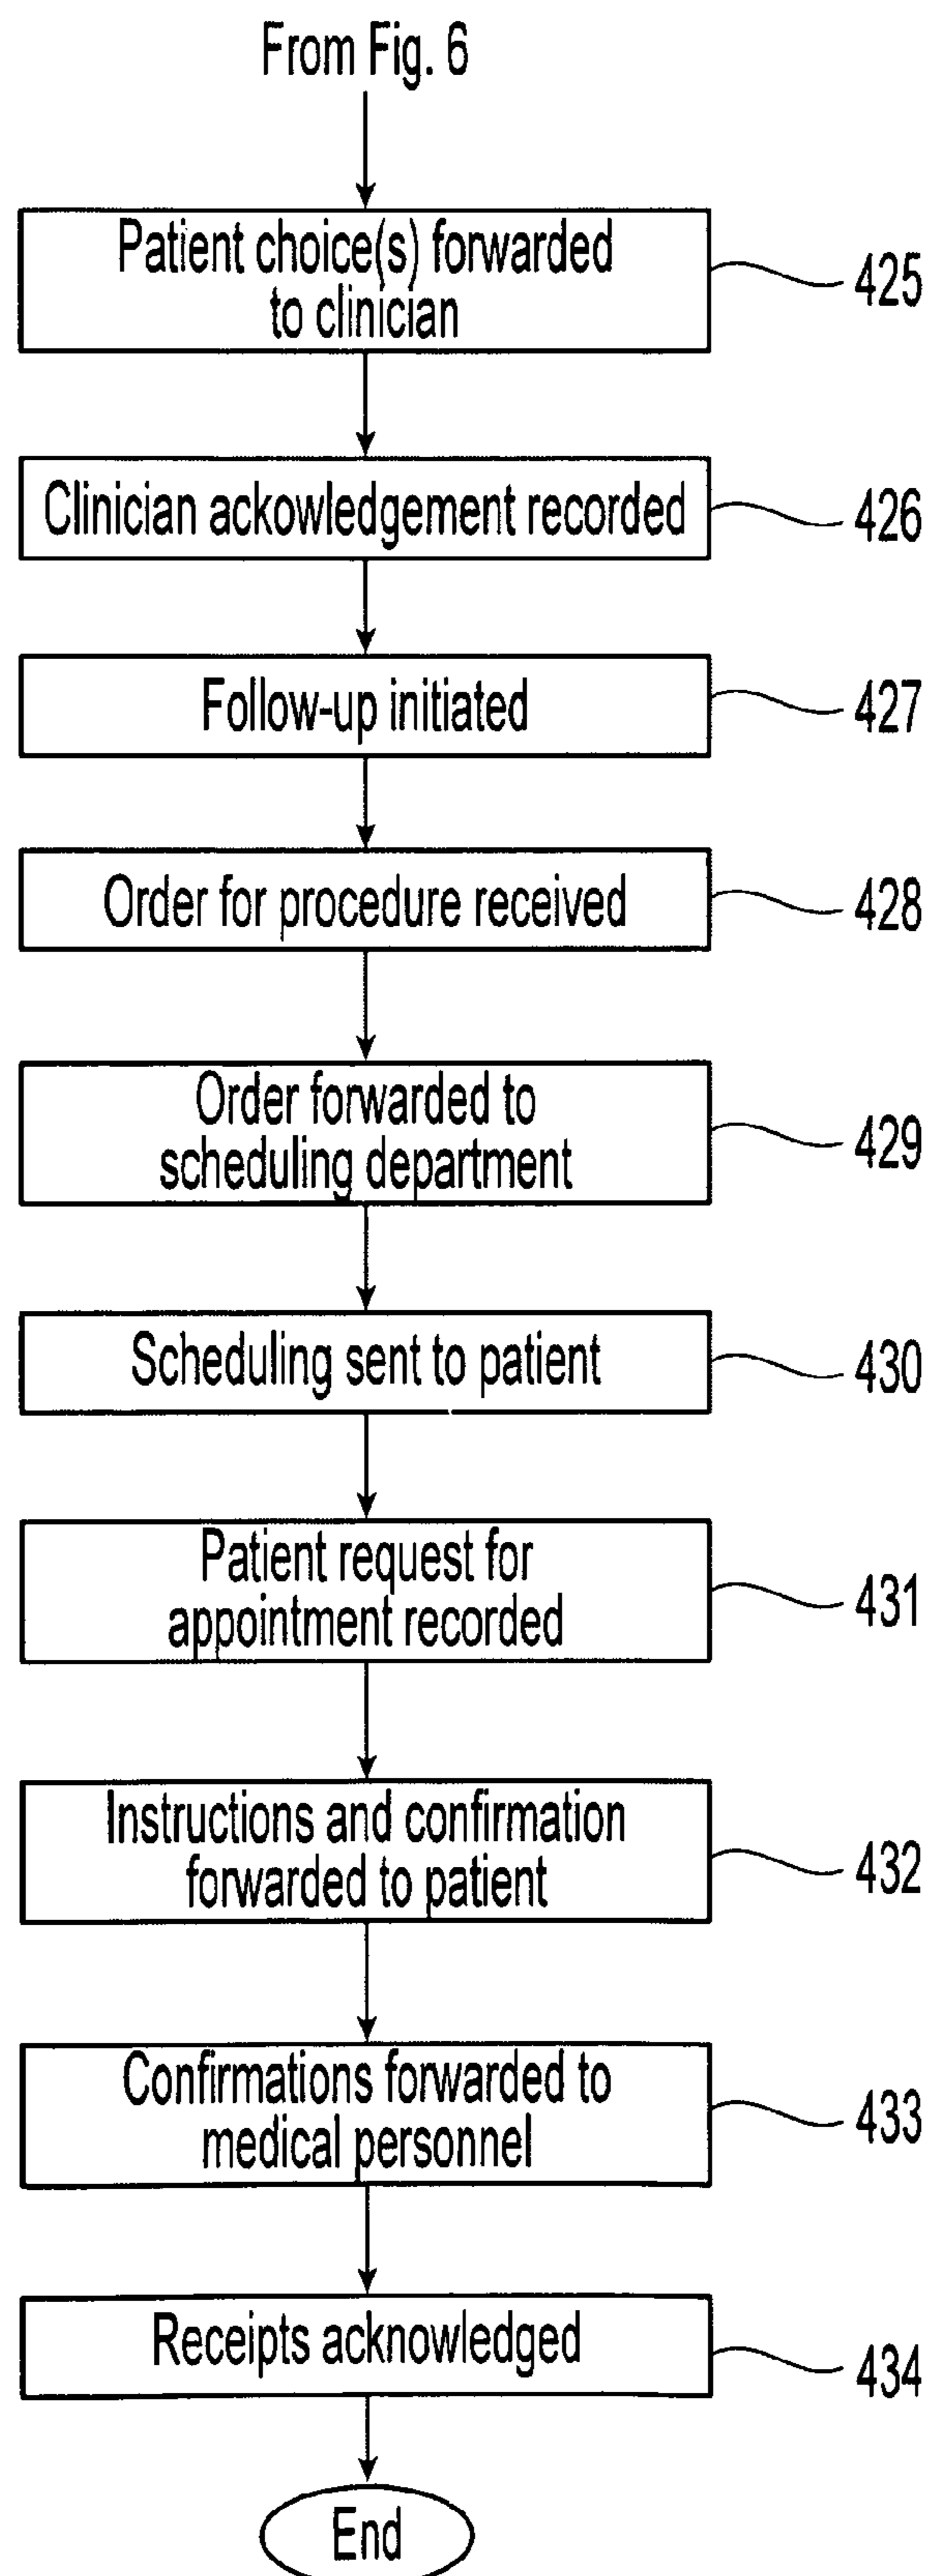 From Fig. 6
Patient choice(s) forwarded
to clinician
425
Clinician ackowledgement recorded
426
Follow-up initiated
427
Order for procedure received
428
Order forwarded to
scheduling department
429
Scheduling sent to patient
430
Patient request for
appointment recorded
431
Instructions and confirmation
forwarded to patient
432
Confirmations forwarded to
medical personnel
433
Receipts acknowledged
434
End